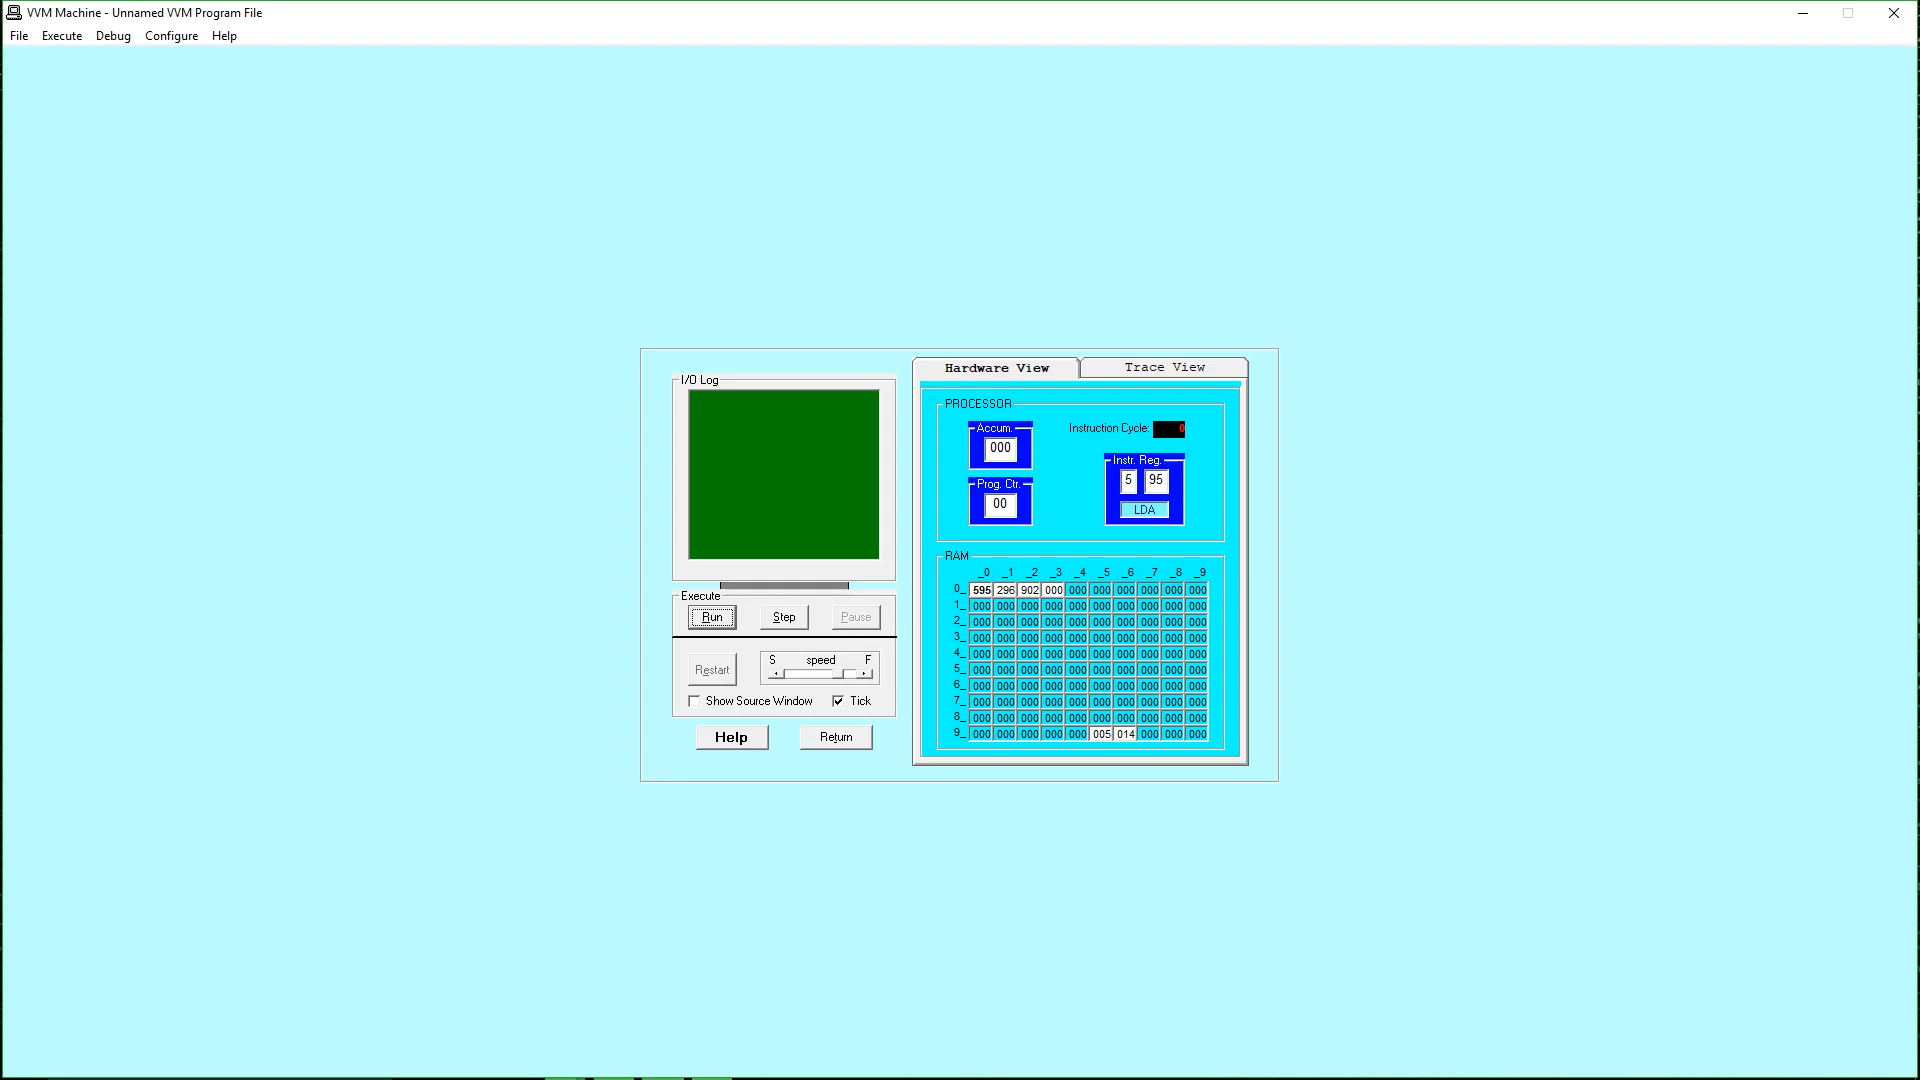 VVM Machine - Unnamed VVM Program File
File Execute Debug Configure Help
I/O Log
Execute
Run Step Pause
Restart
S speed F
Show Source Window Tick
Help Return
Hardware View Trace View
PROCESSOR
Accum.
000
Instruction Cycle: 0
Prog. Ctr.
00
Instr. Reg.
5 95
LDA
RAM
_0 _1 _2 _3 _4 _5 _6 _7 _8 _9
0_ 595 296 902 000 000 000 000 000 000 000
1_ 000 000 000 000 000 000 000 000 000 000
2_ 000 000 000 000 000 000 000 000 000 000
3_ 000 000 000 000 000 000 000 000 000 000
4_ 000 000 000 000 000 000 000 000 000 000
5_ 000 000 000 000 000 000 000 000 000 000
6_ 000 000 000 000 000 000 000 000 000 000
7_ 000 000 000 000 000 000 000 000 000 000
8_ 000 000 000 000 000 000 000 000 000 000
9_ 000 000 000 000 000 005 014 000 000 000